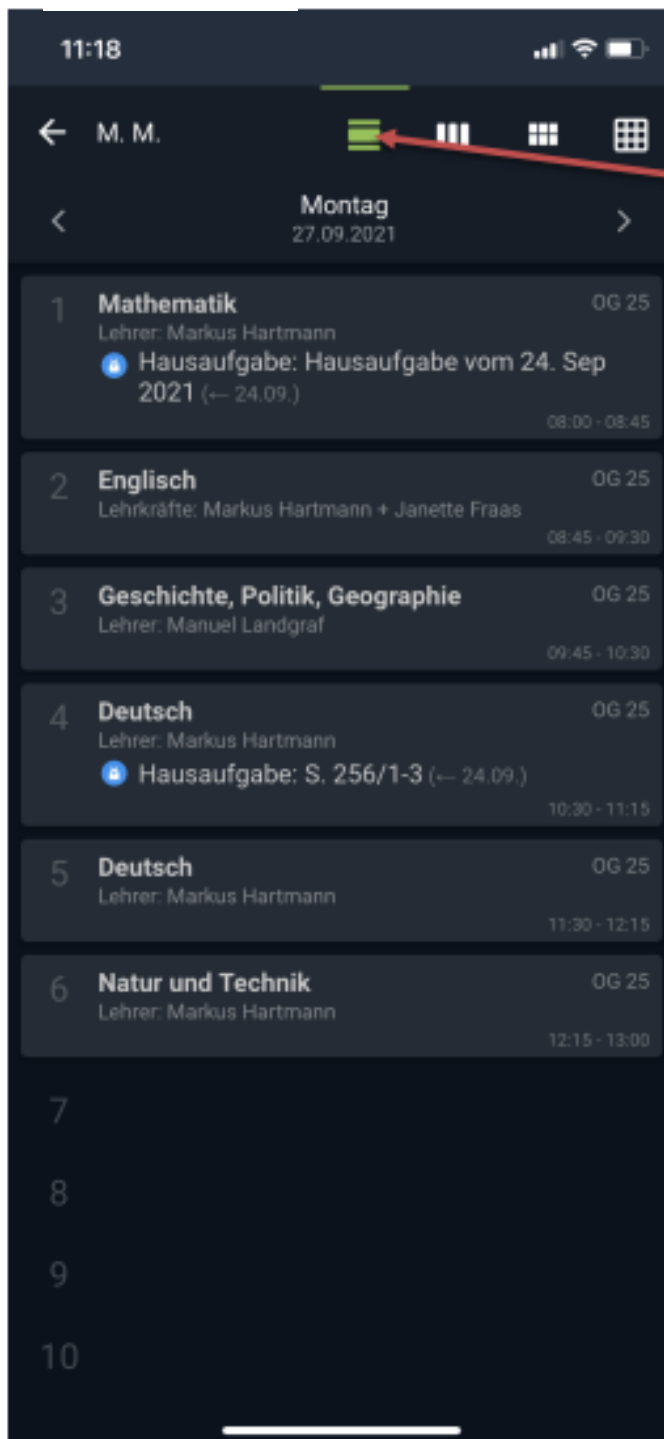 11:18
M. M.
Montag
27.09.2021
1 Mathematik OG 25
Lehrer: Markus Hartmann
Hausaufgabe: Hausaufgabe vom 24. Sep
2021 (← 24.09.)
08:00 - 08:45
2 Englisch OG 25
Lehrkräfte: Markus Hartmann + Janette Fraas
08:45 - 09:30
3 Geschichte, Politik, Geographie OG 25
Lehrer: Manuel Landgraf
09:45 - 10:30
4 Deutsch OG 25
Lehrer: Markus Hartmann
Hausaufgabe: S. 256/1-3 (← 24.09.)
10:30 - 11:15
5 Deutsch OG 25
Lehrer: Markus Hartmann
11:30 - 12:15
6 Natur und Technik OG 25
Lehrer: Markus Hartmann
12:15 - 13:00
7
8
9
10